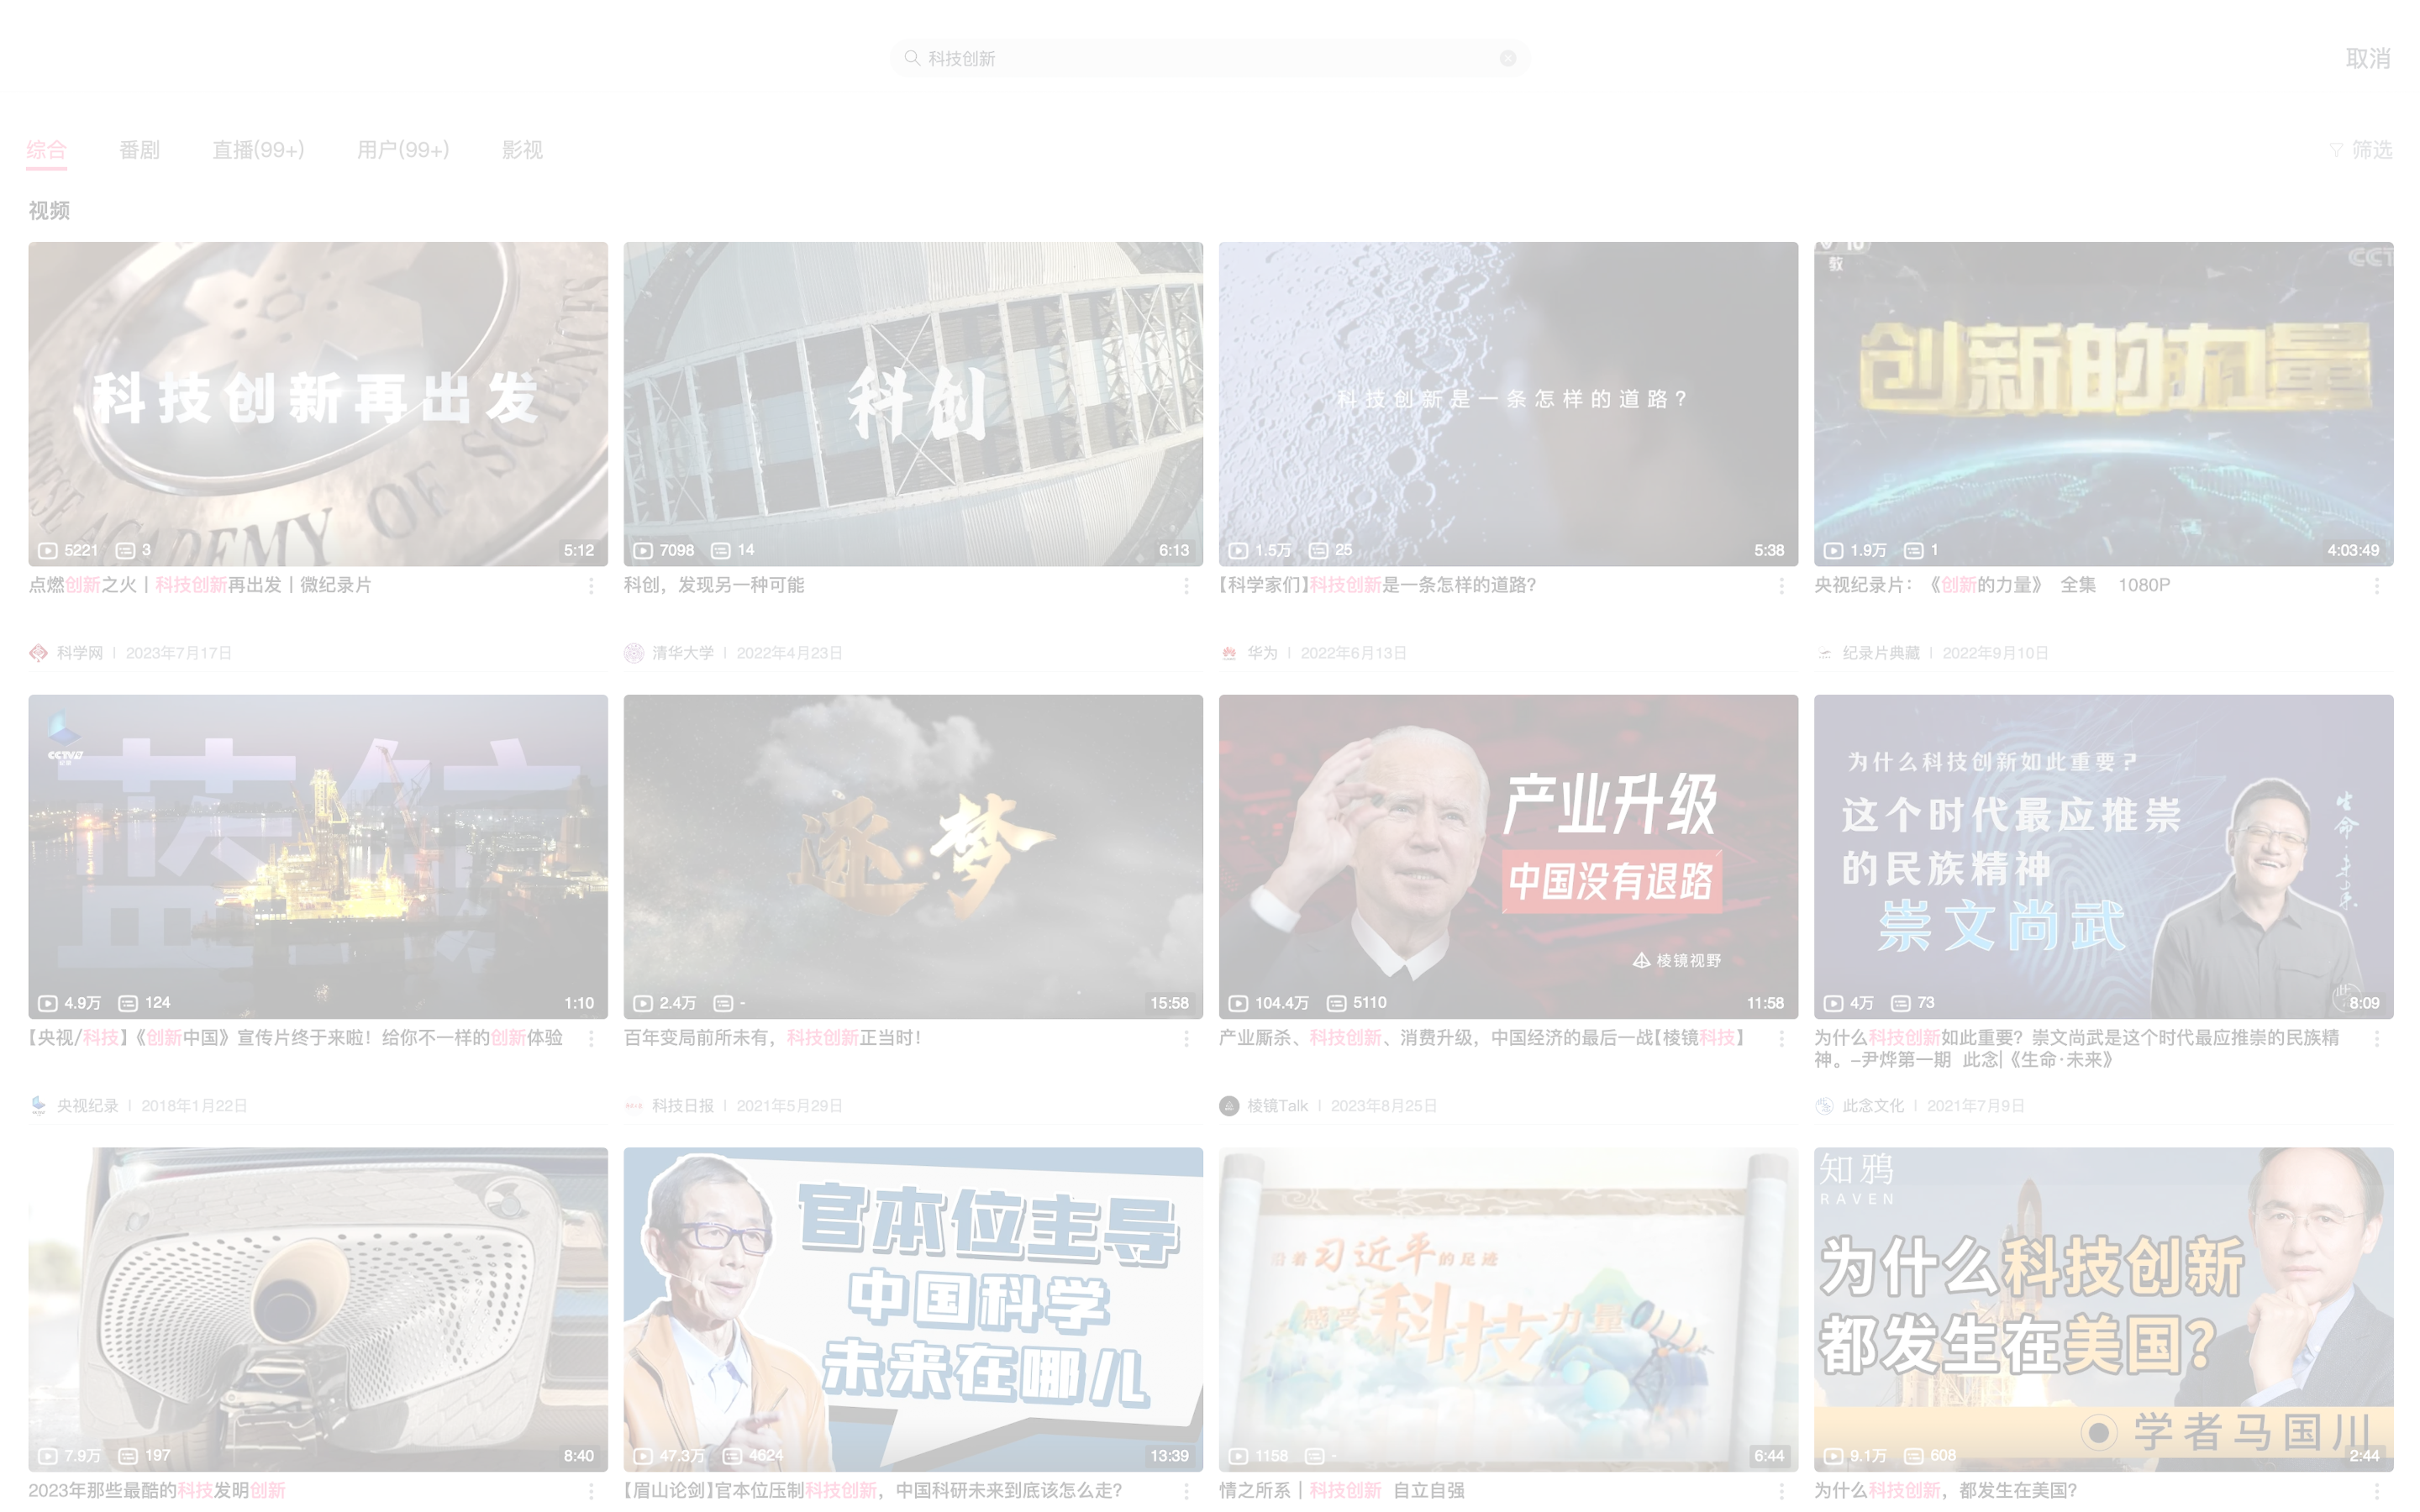 科技创新
取消
综合 番剧 直播(99+) 用户(99+) 影视 筛选
视频
科技创新再出发
CHINESE ACADEMY OF SCIENCES
5221 3 5:12
点燃创新之火丨科技创新再出发丨微纪录片
科学网 | 2023年7月17日
科创
7098 14 6:13
科创，发现另一种可能
清华大学 | 2022年4月23日
科技创新是一条怎样的道路？
1.5万 25 5:38
【科学家们】科技创新是一条怎样的道路？
华为 | 2022年6月13日
创新的力量
1.9万 1 4:03:49
央视纪录片：《创新的力量》 全集 1080P
纪录片典藏 | 2022年9月10日
4.9万 124 1:10
【央视/科技】《创新中国》宣传片终于来啦！给你不一样的创新体验
央视纪录 | 2018年1月22日
逐梦
2.4万 - 15:58
百年变局前所未有，科技创新正当时！
科技日报 | 2021年5月29日
产业升级
中国没有退路
棱镜视野
104.4万 5110 11:58
产业厮杀、科技创新、消费升级，中国经济的最后一战【棱镜科技】
棱镜Talk | 2023年8月25日
为什么科技创新如此重要？
这个时代最应推崇
的民族精神
崇文尚武
生命·未来
4万 73 8:09
为什么科技创新如此重要？崇文尚武是这个时代最应推崇的民族精
神。-尹烨第一期 此念|《生命·未来》
此念文化 | 2021年7月9日
7.9万 197 8:40
2023年那些最酷的科技发明创新
官本位主导
中国科学
未来在哪儿
47.3万 4624 13:39
【眉山论剑】官本位压制科技创新，中国科研未来到底该怎么走？
沿着习近平的足迹
感受科技力量
1158 - 6:44
情之所系丨科技创新 自立自强
知鸦
RAVEN
为什么科技创新
都发生在美国？
学者马国川
9.1万 608 2:44
为什么科技创新，都发生在美国？